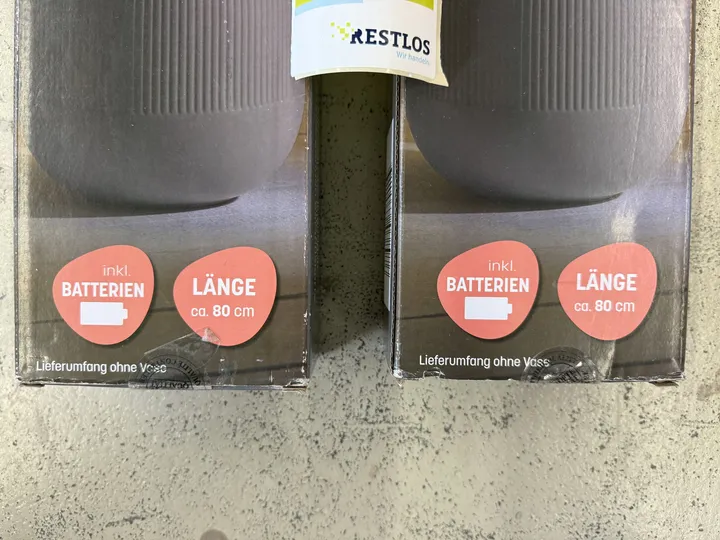 RESTLOS
Wir handeln.
inkl.
BATTERIEN
LÄNGE
ca. 80 cm
Lieferumfang ohne Vase
inkl.
BATTERIEN
LÄNGE
ca. 80 cm
Lieferumfang ohne Vase